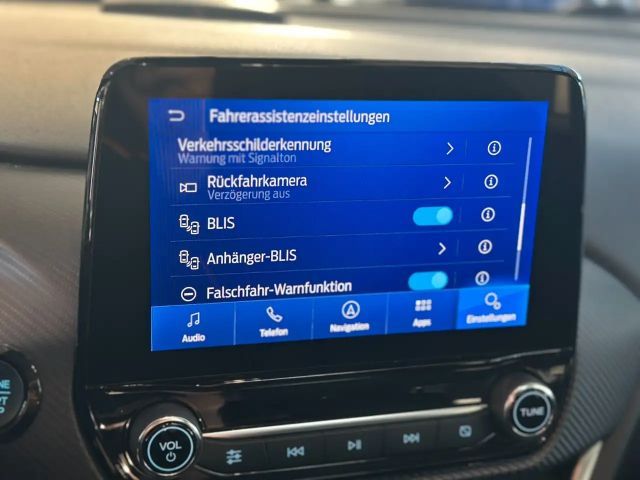 Fahrerassistenzeinstellungen
Verkehrsschilderkennung
Warnung mit Signalton
Rückfahrkamera
Verzögerung aus
BLIS
Anhänger-BLIS
Falschfahr-Warnfunktion
Audio
Telefon
Navigation
Apps
Einstellungen
VOL
TUNE